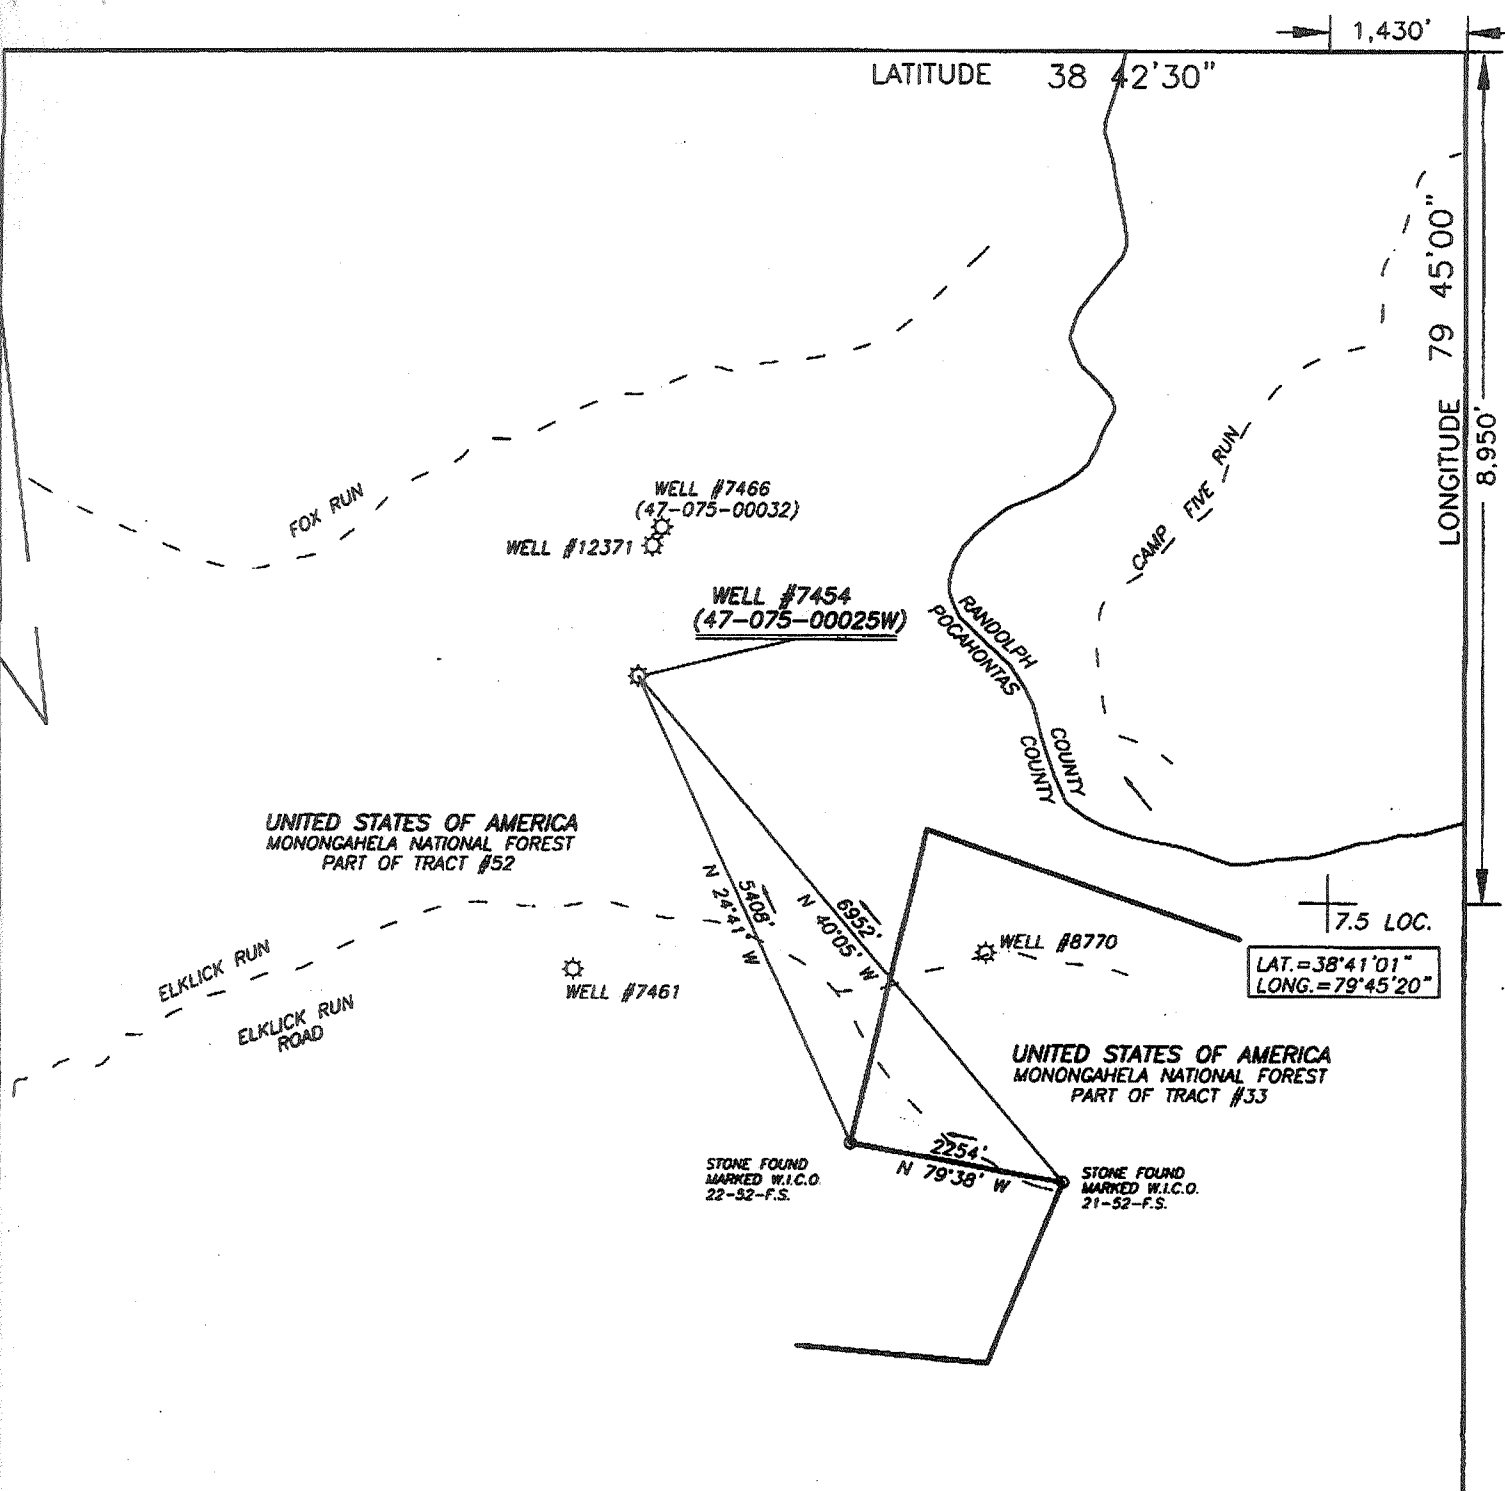 1,430'
LATITUDE 38 42'30"
LONGITUDE 79 45'00"
8,950'
FOX RUN
CAMP FIVE RUN
WELL #7466
(47-075-00032)
WELL #12371
WELL #7454
(47-075-00025W)
RANDOLPH
POCAHONTAS
COUNTY
COUNTY
UNITED STATES OF AMERICA
MONONGAHELA NATIONAL FOREST
PART OF TRACT #52
5408'
N 24°41' W
6952'
N 40°05' W
7.5 LOC.
LAT.=38°41'01"
LONG.=79°45'20"
WELL #8770
ELKLICK RUN
WELL #7461
ELKLICK RUN
ROAD
UNITED STATES OF AMERICA
MONONGAHELA NATIONAL FOREST
PART OF TRACT #33
2254'
N 79°38' W
STONE FOUND
MARKED W.I.C.O.
22-52-F.S.
STONE FOUND
MARKED W.I.C.O.
21-52-F.S.